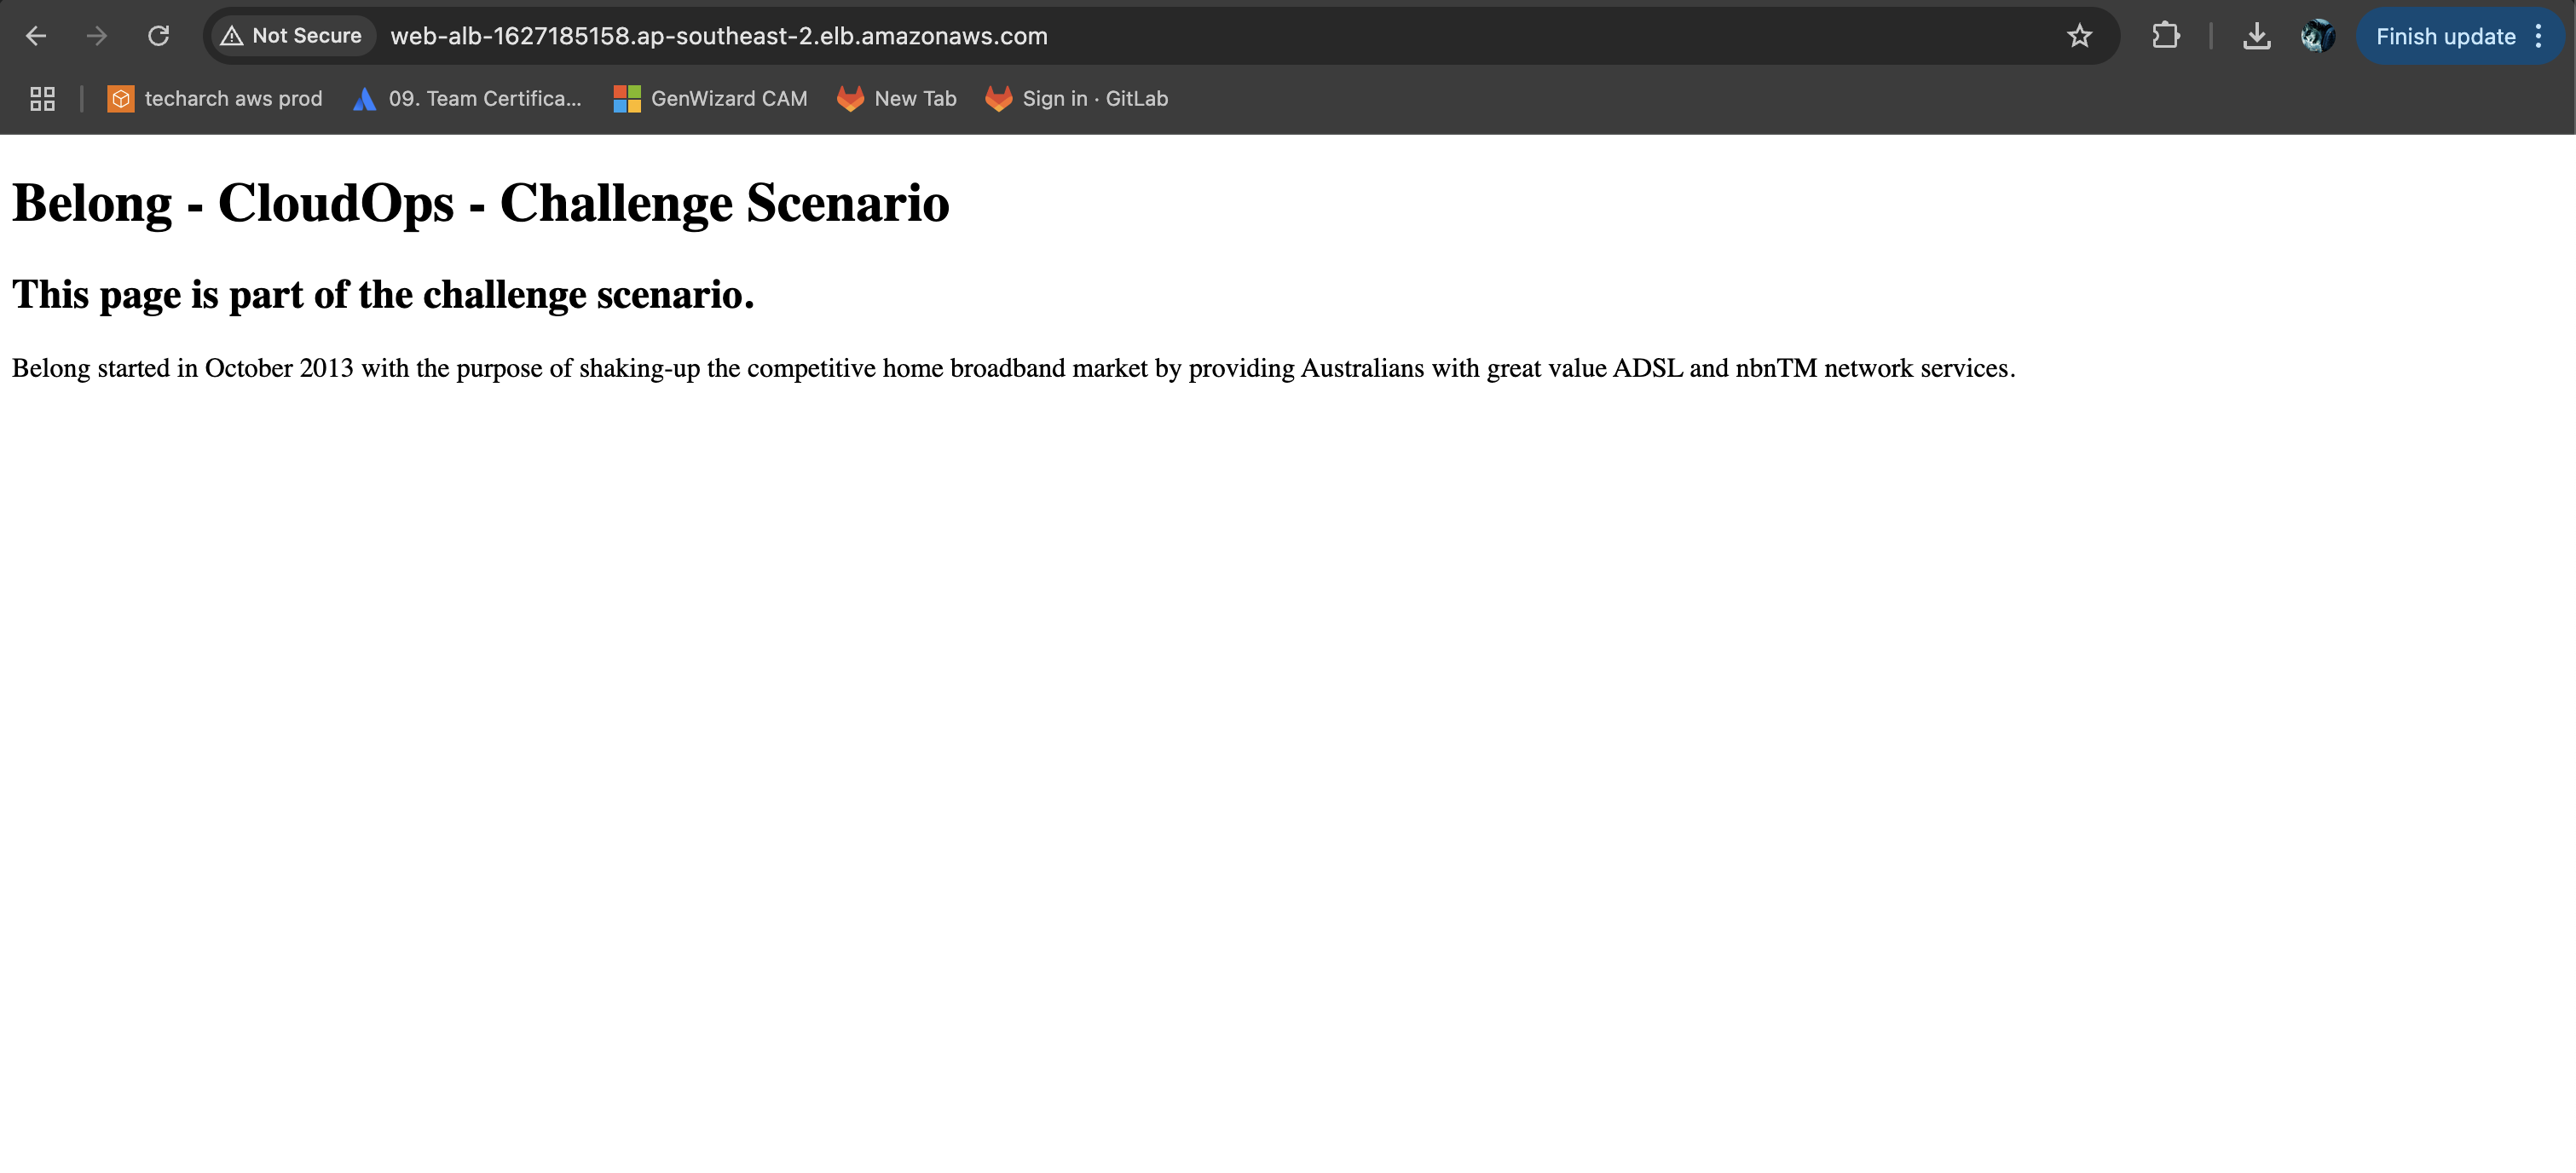 Not Secure web-alb-1627185158.ap-southeast-2.elb.amazonaws.com Finish update
techarch aws prod 09. Team Certifica... GenWizard CAM New Tab Sign in · GitLab
Belong - CloudOps - Challenge Scenario
This page is part of the challenge scenario.
Belong started in October 2013 with the purpose of shaking-up the competitive home broadband market by providing Australians with great value ADSL and nbnTM network services.